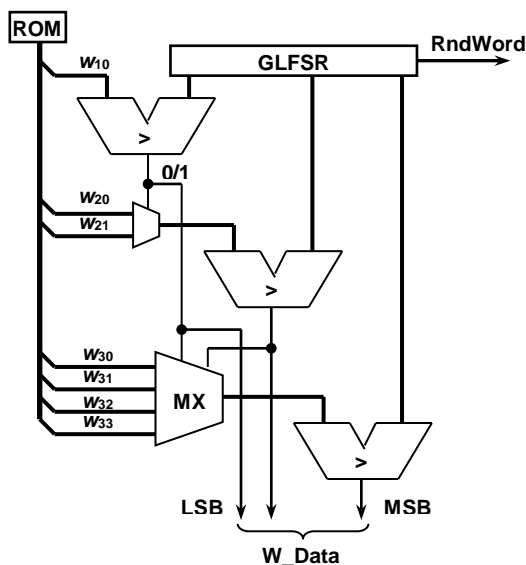 ROM
RndWord
GLFSR
w10
>
0/1
w20
w21
>
w30
w31
MX
w32
w33
>
LSB
MSB
W_Data